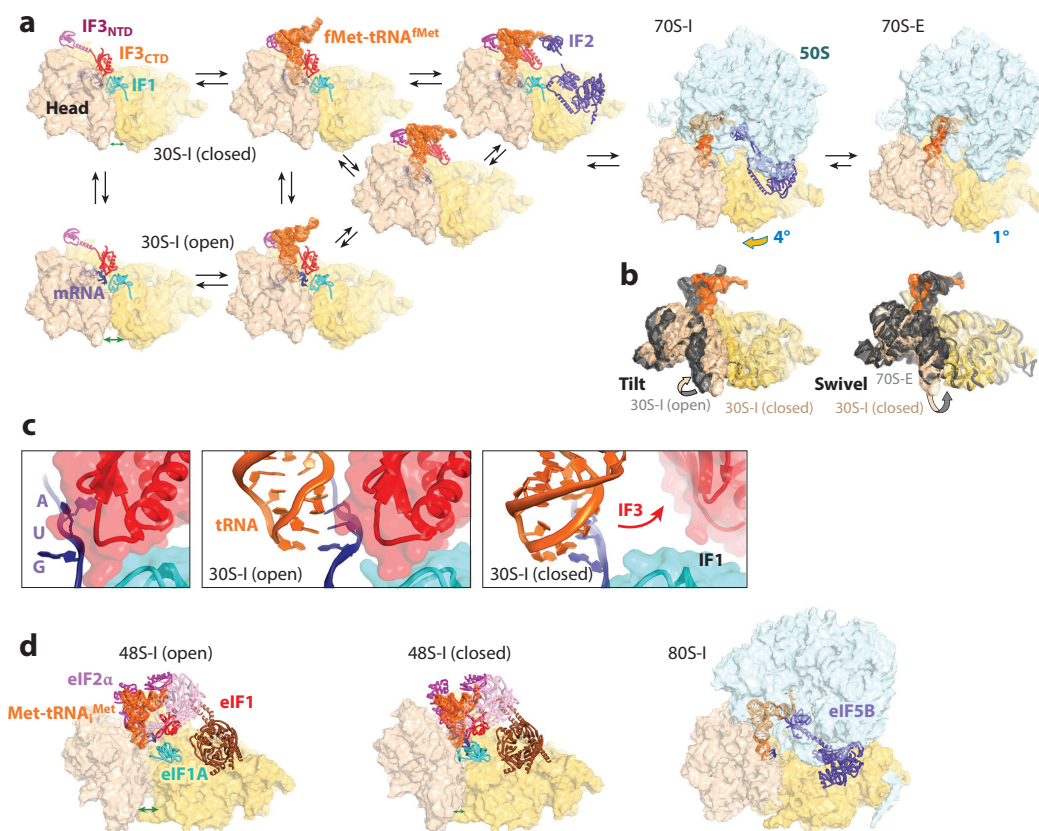 a
IF3NTD
IF3CTD
IF1
Head
fMet-tRNAfMet
IF2
70S-I
50S
70S-E
30S-I (closed)
30S-I (open)
mRNA
4°
1°
b
Tilt
30S-I (open)
30S-I (closed)
Swivel
70S-E
30S-I (closed)
c
A
U
G
tRNA
30S-I (open)
IF3
30S-I (closed)
IF1
d
48S-I (open)
eIF2α
Met-tRNAiMet
eIF1
eIF1A
48S-I (closed)
80S-I
eIF5B